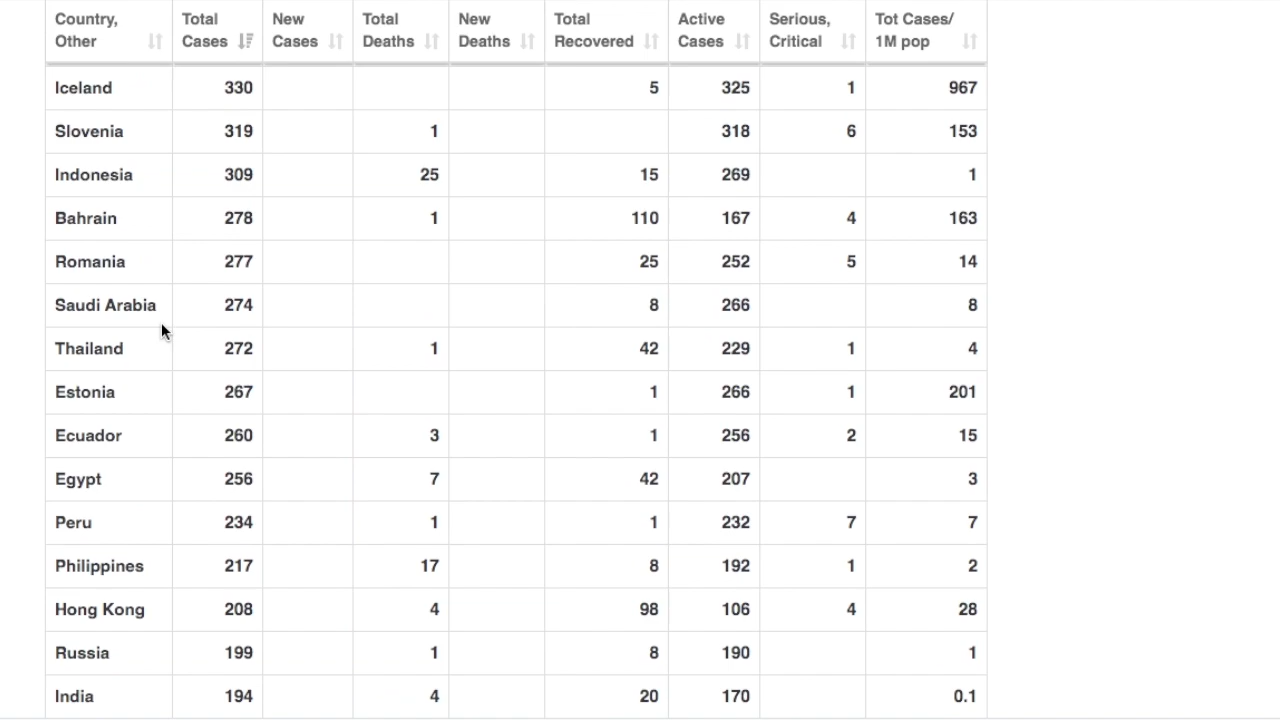 Country, Other Total Cases New Cases Total Deaths New Deaths Total Recovered Active Cases Serious, Critical Tot Cases/ 1M pop
Iceland 330 5 325 1 967
Slovenia 319 1 318 6 153
Indonesia 309 25 15 269 1
Bahrain 278 1 110 167 4 163
Romania 277 25 252 5 14
Saudi Arabia 274 8 266 8
Thailand 272 1 42 229 1 4
Estonia 267 1 266 1 201
Ecuador 260 3 1 256 2 15
Egypt 256 7 42 207 3
Peru 234 1 1 232 7 7
Philippines 217 17 8 192 1 2
Hong Kong 208 4 98 106 4 28
Russia 199 1 8 190 1
India 194 4 20 170 0.1